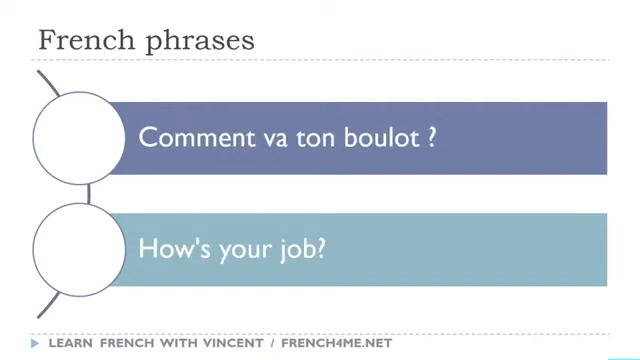 French phrases
Comment va ton boulot ?
How's your job?
LEARN FRENCH WITH VINCENT / FRENCH4ME.NET